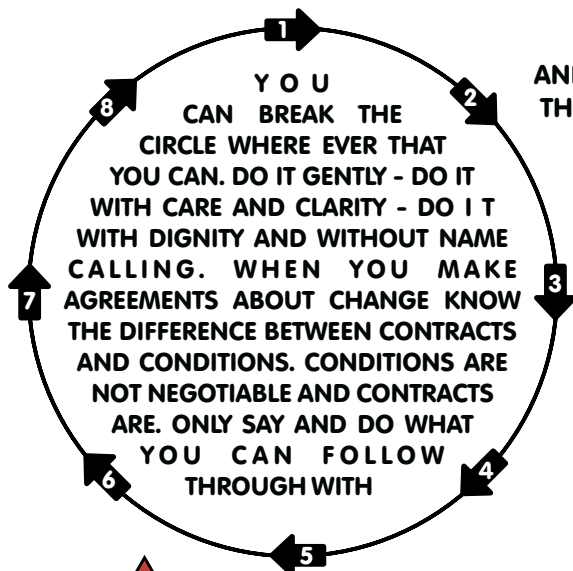 1
Y O U
CAN BREAK THE
CIRCLE WHERE EVER THAT
YOU CAN. DO IT GENTLY - DO IT
WITH CARE AND CLARITY - DO I T
WITH DIGNITY AND WITHOUT NAME
CALLING. WHEN YOU MAKE
AGREEMENTS ABOUT CHANGE KNOW
THE DIFFERENCE BETWEEN CONTRACTS
AND CONDITIONS. CONDITIONS ARE
NOT NEGOTIABLE AND CONTRACTS
ARE. ONLY SAY AND DO WHAT
YOU CAN FOLLOW
THROUGH WITH
2
3
4
5
6
7
8